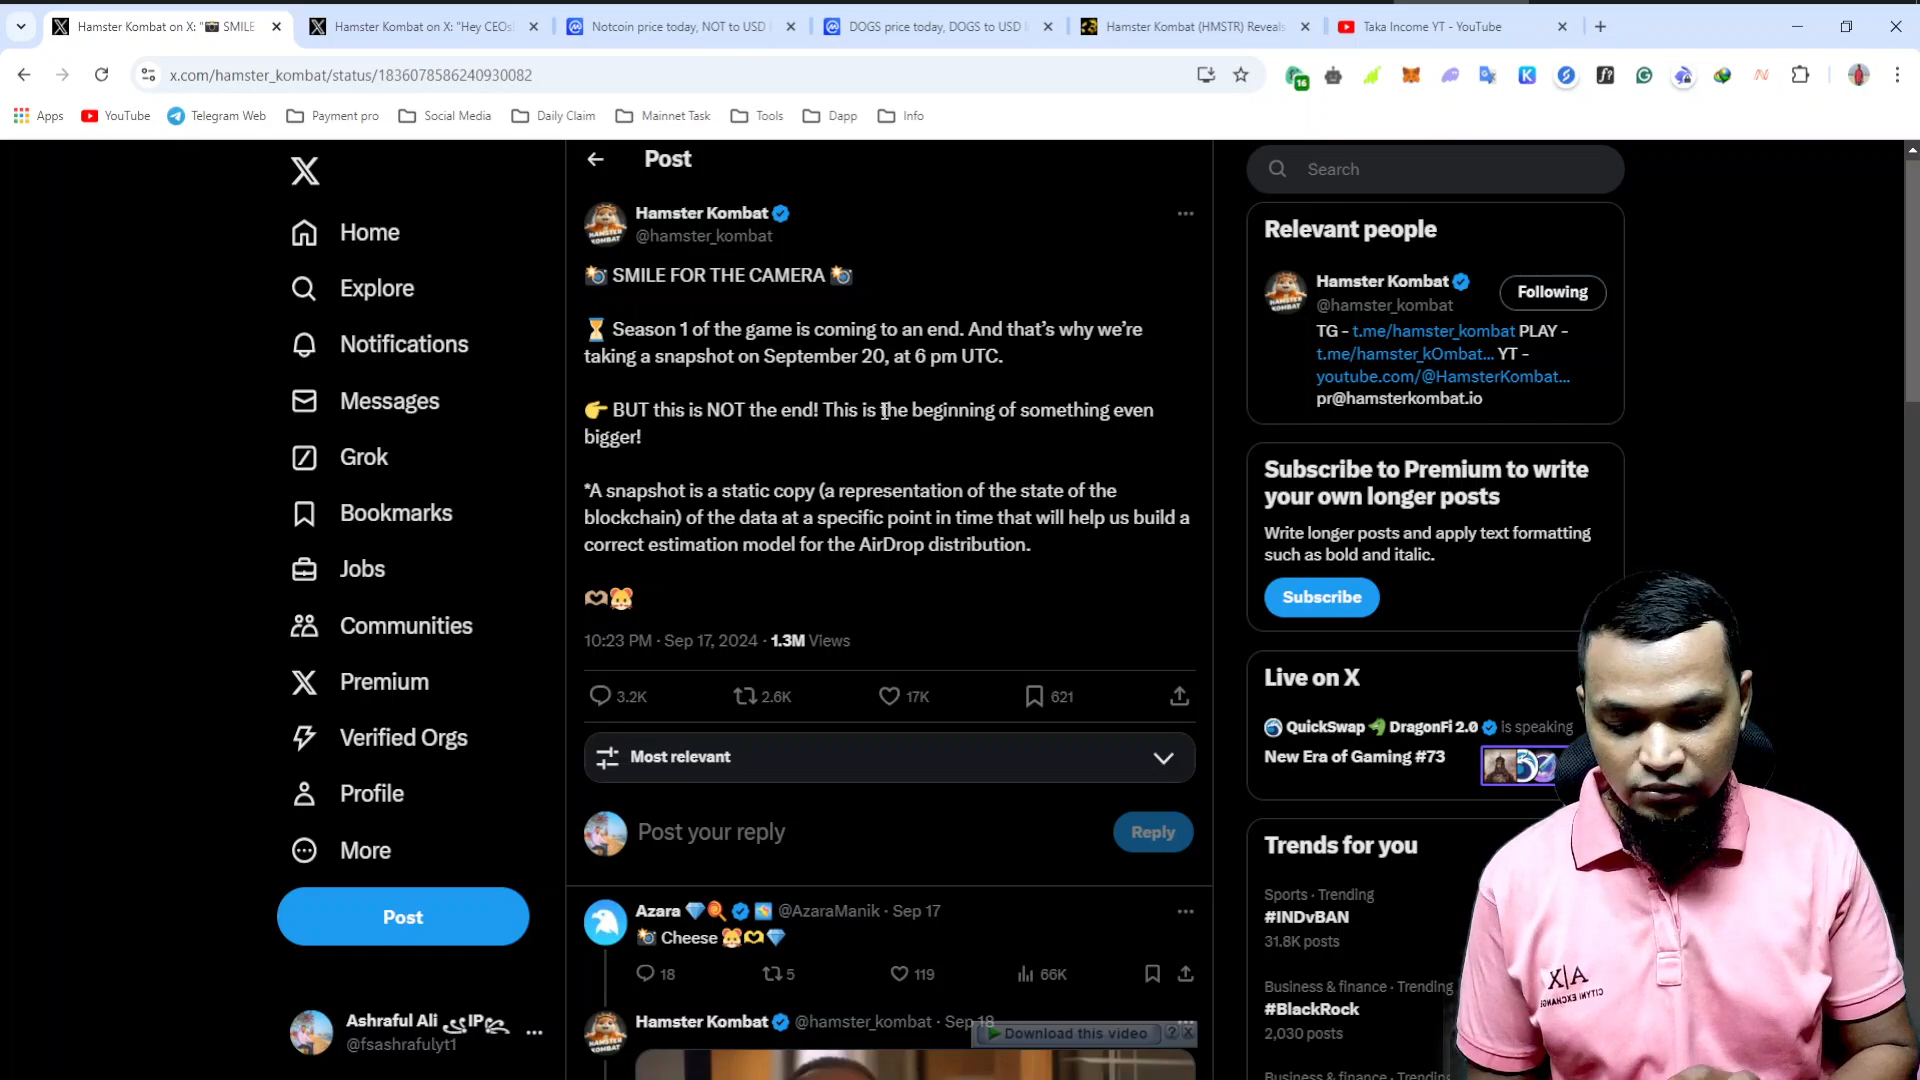 Hamster Kombat on X: "📷 SMILE
Hamster Kombat on X: "Hey CEOs!
Notcoin price today, NOT to USD
DOGS price today, DOGS to USD
Hamster Kombat (HMSTR) Reveals
Taka Income YT - YouTube
x.com/hamster_kombat/status/1836078586240930082
Apps
YouTube
Telegram Web
Payment pro
Social Media
Daily Claim
Mainnet Task
Tools
Dapp
Info
Home
Explore
Notifications
Messages
Grok
Bookmarks
Jobs
Communities
Premium
Verified Orgs
Profile
More
Post
Ashraful Ali
@fsashrafulyt1
Post
Hamster Kombat
@hamster_kombat
📸 SMILE FOR THE CAMERA 📸
⏳ Season 1 of the game is coming to an end. And that’s why we’re
taking a snapshot on September 20, at 6 pm UTC.
👉 BUT this is NOT the end! This is the beginning of something even
bigger!
*A snapshot is a static copy (a representation of the state of the
blockchain) of the data at a specific point in time that will help us build a
correct estimation model for the AirDrop distribution.
🫶🐹
10:23 PM · Sep 17, 2024 · 1.3M Views
3.2K 2.6K 17K 621
Most relevant
Post your reply
Reply
Azara 💎 @AzaraManik · Sep 17
📸 Cheese 🐹🫶💎
18 5 119 66K
Hamster Kombat @hamster_kombat · Sep 18
Download this video ? X
Search
Relevant people
Hamster Kombat
@hamster_kombat
Following
TG - t.me/hamster_kombat PLAY -
t.me/hamster_kOmbat… YT -
youtube.com/@HamsterKombat…
pr@hamsterkombat.io
Subscribe to Premium to write
your own longer posts
Write longer posts and apply text formatting
such as bold and italic.
Subscribe
Live on X
QuickSwap DragonFi 2.0 is speaking
New Era of Gaming #73
Trends for you
Sports · Trending
#INDvBAN
31.8K posts
Business & finance · Trending
#BlackRock
2,030 posts
Business & finance · Trending
A|X
16